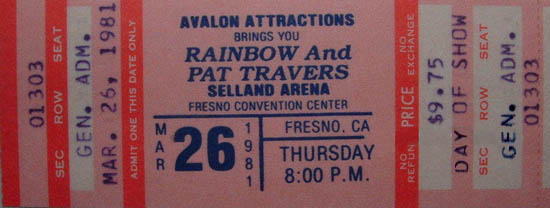 SEC ROW SEAT
01303
GEN. ADM.
MAR. 26, 1981
ADMIT ONE THIS DATE ONLY
AVALON ATTRACTIONS
BRINGS YOU
RAINBOW And
PAT TRAVERS
SELLAND ARENA
FRESNO CONVENTION CENTER
MAR 26 1981
FRESNO, CA
THURSDAY
8:00 P.M.
NO REFUN PRICE NO EXCHANGE
$9.75
DAY OF SHOW
SEC ROW SEAT
GEN. ADM.
01303